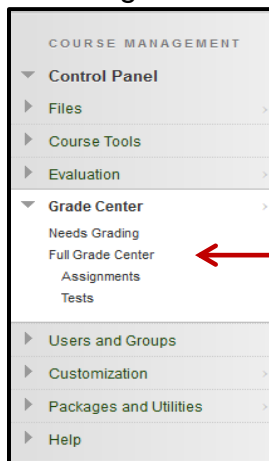 COURSE MANAGEMENT
Control Panel
Files
Course Tools
Evaluation
Grade Center
Needs Grading
Full Grade Center
Assignments
Tests
Users and Groups
Customization
Packages and Utilities
Help